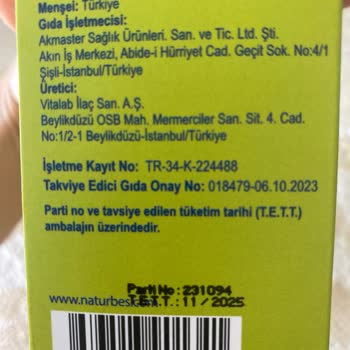 Menşei: Türkiye
Gıda İşletmecisi:
Akmaster Sağlık Ürünleri. San. ve Tic. Ltd. Şti.
Akın İş Merkezi, Abide-i Hürriyet Cad. Geçit Sok. No:4/1
Şişli-İstanbul/Türkiye
Üretici:
Vitalab İlaç San. A.Ş.
Beylikdüzü OSB Mah. Mermerciler San. Sit. 4. Cad.
No:1/2-1 Beylikdüzü-İstanbul/Türkiye
İşletme Kayıt No: TR-34-K-224488
Takviye Edici Gıda Onay No: 018479-06.10.2023
Parti no ve tavsiye edilen tüketim tarihi (T.E.T.T.)
ambalajın üzerindedir.
Parti No: 231094
www.naturbes.com
T.E.T.T.: 11/2025